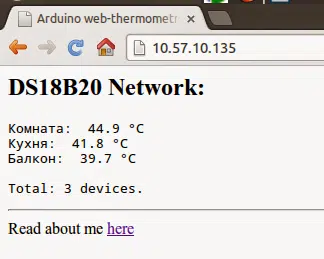 Arduino web-thermomet
10.57.10.135
DS18B20 Network:
Комната:  44.9 °C
Кухня:  41.8 °C
Балкон:  39.7 °C
Total: 3 devices.
Read about me here